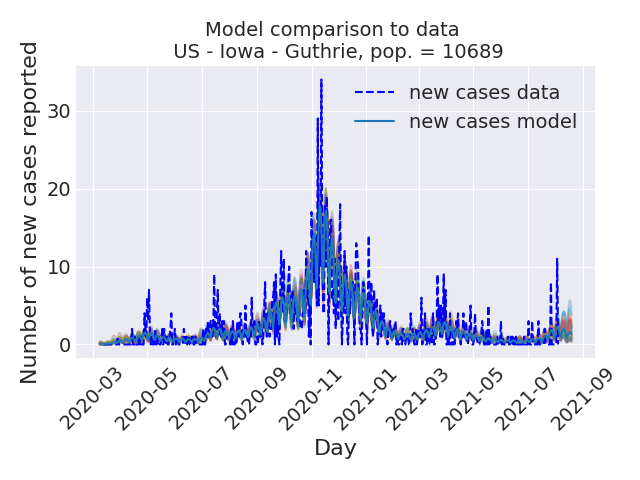 Model comparison to data
US - Iowa - Guthrie, pop. = 10689
new cases data
new cases model
Number of new cases reported
30
20
10
0
2020-03
2020-05
2020-07
2020-09
2020-11
2021-01
2021-03
2021-05
2021-07
2021-09
Day